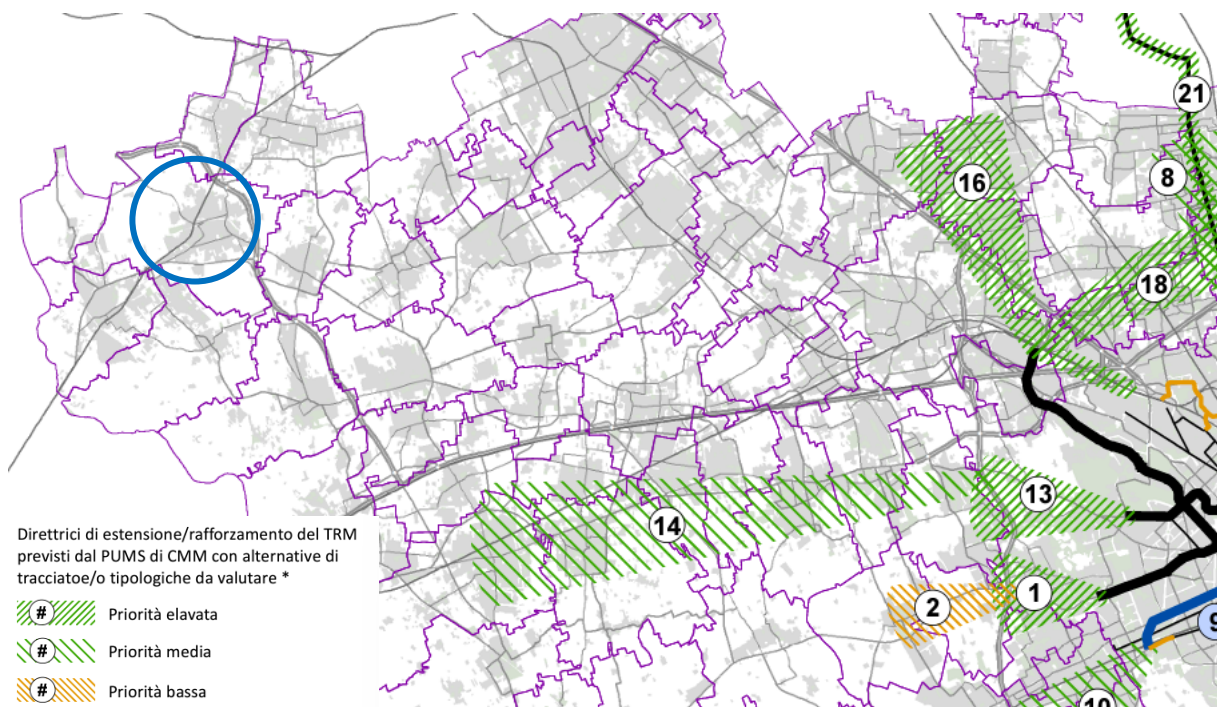 21
8
16
18
13
14
1
2
9
10
Direttrici di estensione/rafforzamento del TRM
previsti dal PUMS di CMM con alternative di
tracciatoe/o tipologiche da valutare *
# Priorità elavata
# Priorità media
# Priorità bassa